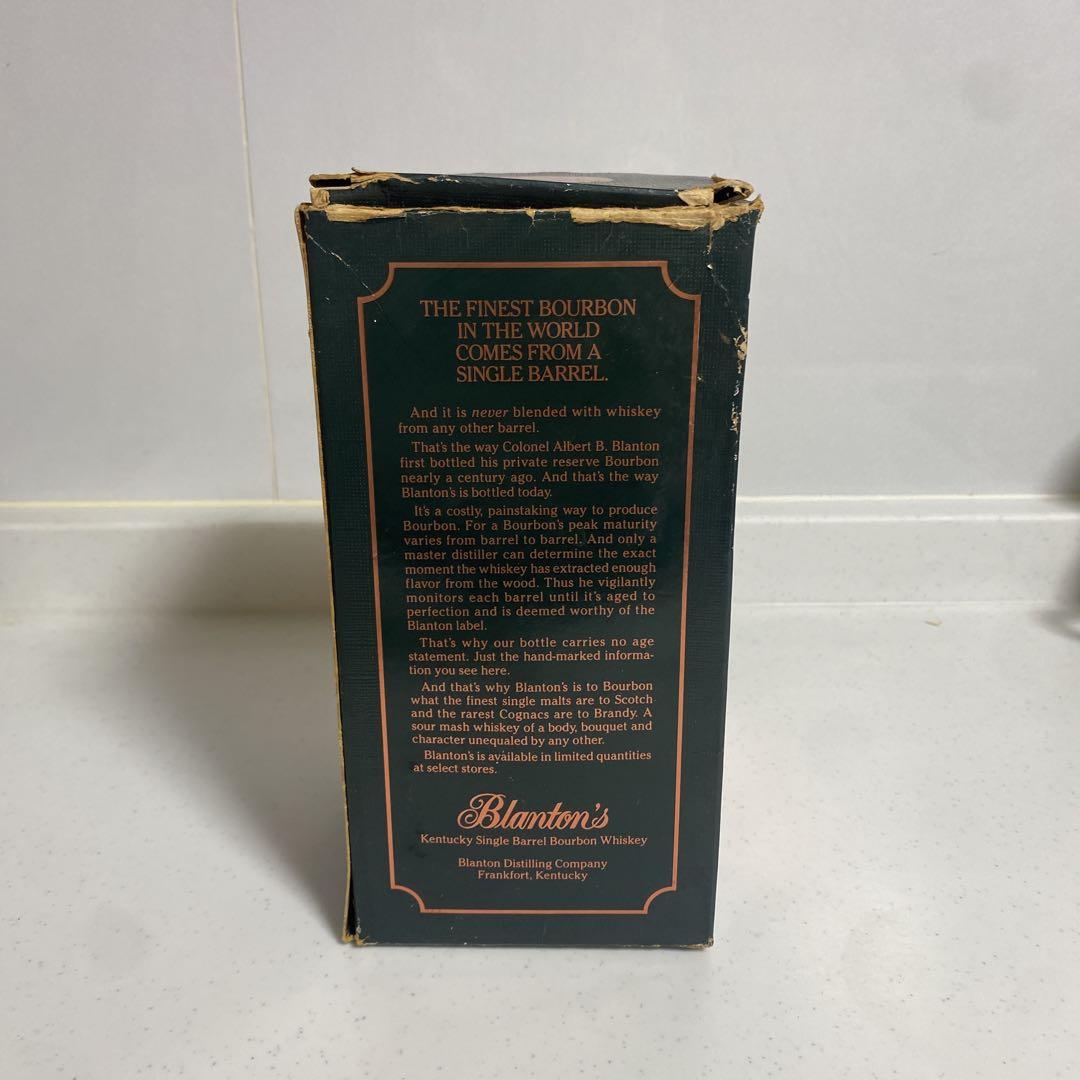 THE FINEST BOURBON
IN THE WORLD
COMES FROM A
SINGLE BARREL.
And it is never blended with whiskey
from any other barrel.
That's the way Colonel Albert B. Blanton
first bottled his private reserve Bourbon
nearly a century ago. And that's the way
Blanton's is bottled today.
It's a costly, painstaking way to produce
Bourbon. For a Bourbon's peak maturity
varies from barrel to barrel. And only a
master distiller can determine the exact
moment the whiskey has extracted enough
flavor from the wood. Thus he vigilantly
monitors each barrel until it's aged to
perfection and is deemed worthy of the
Blanton label.
That's why our bottle carries no age
statement. Just the hand-marked informa-
tion you see here.
And that's why Blanton's is to Bourbon
what the finest single malts are to Scotch
and the rarest Cognacs are to Brandy. A
sour mash whiskey of a body, bouquet and
character unequaled by any other.
Blanton's is available in limited quantities
at select stores.
Blanton's
Kentucky Single Barrel Bourbon Whiskey
Blanton Distilling Company
Frankfort, Kentucky